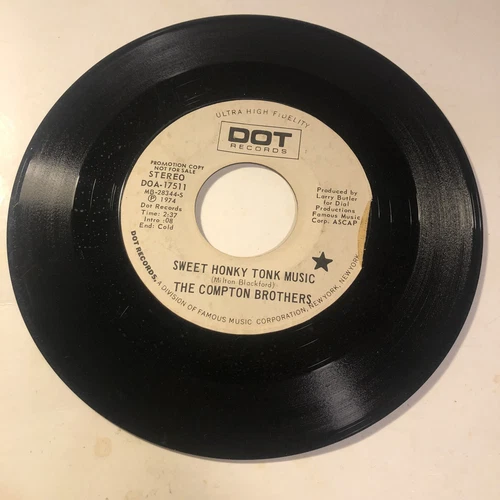 ULTRA HIGH FIDELITY
DOT
RECORDS
PROMOTION COPY
NOT FOR SALE
STEREO
DOA-17511
MB-28344-S
Ⓟ 1974
Dot Records
Time: 2:37
Intro :08
End: Cold
Produced by
Larry Butler
for Dial
Productions
Famous Music
Corp. ASCAP
SWEET HONKY TONK MUSIC
(Milton Blackford)
THE COMPTON BROTHERS
DOT RECORDS, A DIVISION OF FAMOUS MUSIC CORPORATION, NEW YORK, NEW YORK